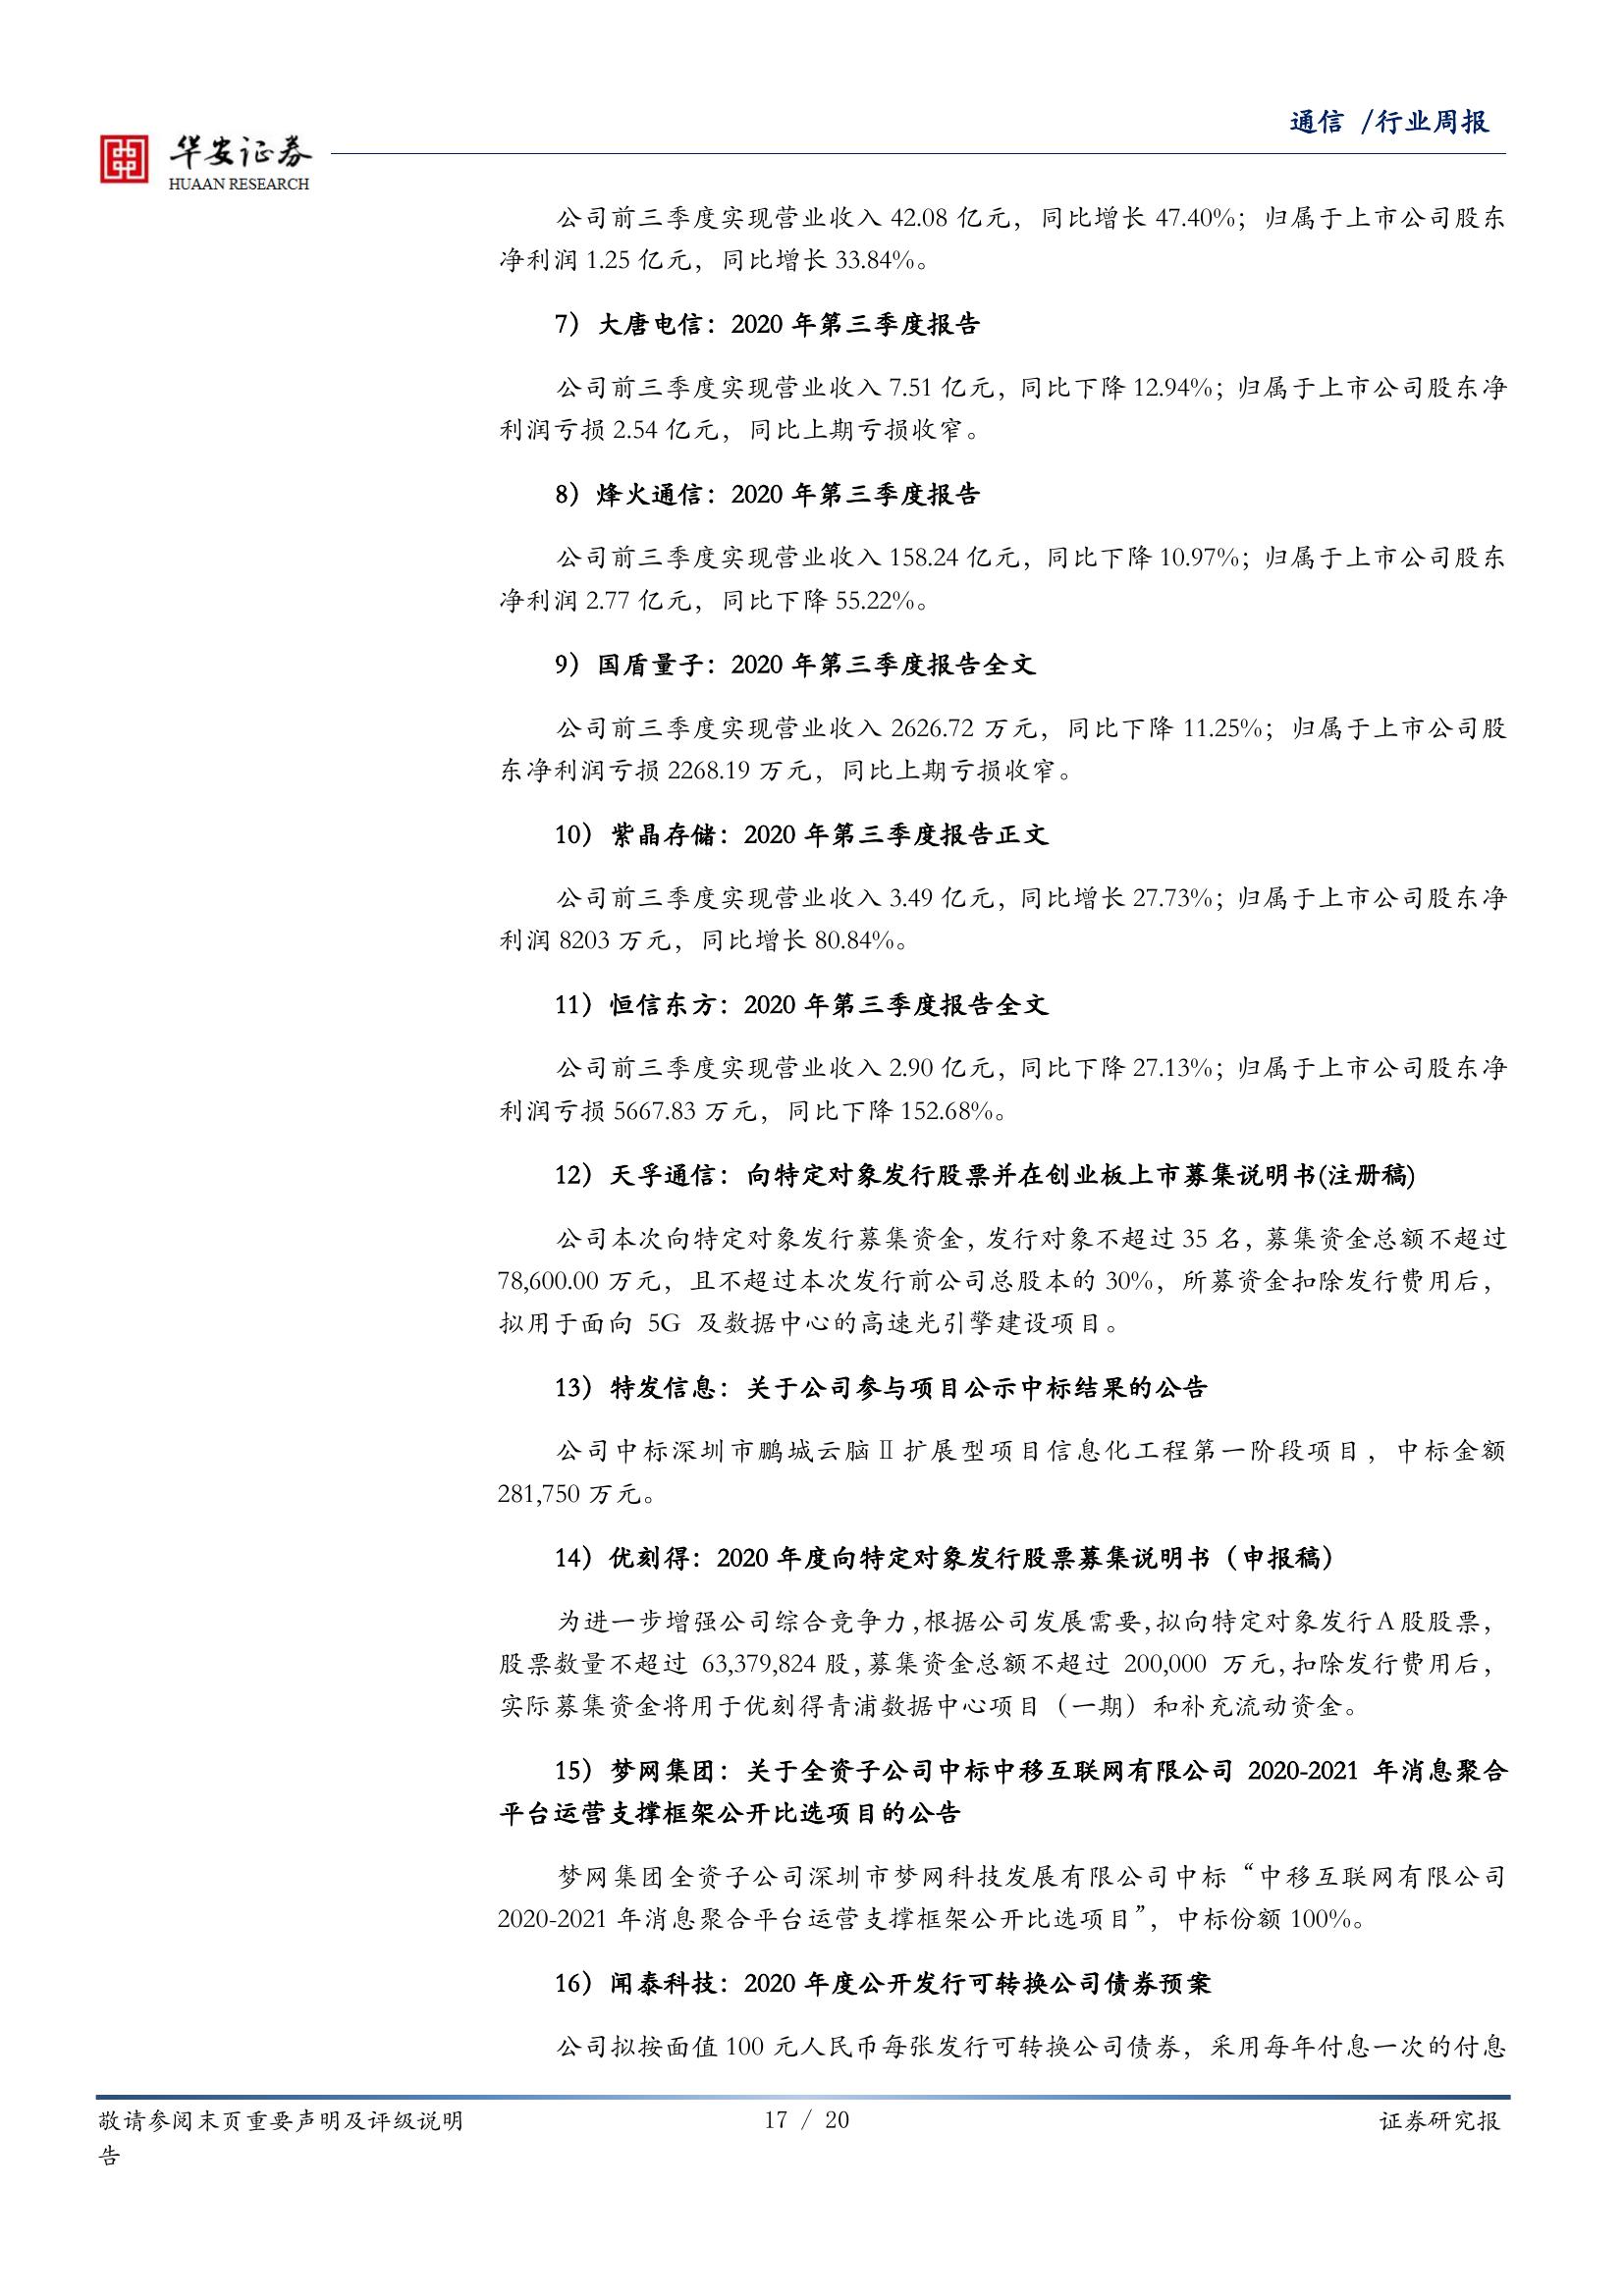 通信 /行业周报
华安证券
HUAAN RESEARCH
公司前三季度实现营业收入 42.08 亿元，同比增长 47.40%；归属于上市公司股东
净利润 1.25 亿元，同比增长 33.84%。
7）大唐电信：2020 年第三季度报告
公司前三季度实现营业收入 7.51 亿元，同比下降 12.94%；归属于上市公司股东净
利润亏损 2.54 亿元，同比上期亏损收窄。
8）烽火通信：2020 年第三季度报告
公司前三季度实现营业收入 158.24 亿元，同比下降 10.97%；归属于上市公司股东
净利润 2.77 亿元，同比下降 55.22%。
9）国盾量子：2020 年第三季度报告全文
公司前三季度实现营业收入 2626.72 万元，同比下降 11.25%；归属于上市公司股
东净利润亏损 2268.19 万元，同比上期亏损收窄。
10）紫晶存储：2020 年第三季度报告正文
公司前三季度实现营业收入 3.49 亿元，同比增长 27.73%；归属于上市公司股东净
利润 8203 万元，同比增长 80.84%。
11）恒信东方：2020 年第三季度报告全文
公司前三季度实现营业收入 2.90 亿元，同比下降 27.13%；归属于上市公司股东净
利润亏损 5667.83 万元，同比下降 152.68%。
12）天孚通信：向特定对象发行股票并在创业板上市募集说明书(注册稿)
公司本次向特定对象发行募集资金，发行对象不超过 35 名，募集资金总额不超过
78,600.00 万元，且不超过本次发行前公司总股本的 30%，所募资金扣除发行费用后，
拟用于面向 5G 及数据中心的高速光引擎建设项目。
13）特发信息：关于公司参与项目公示中标结果的公告
公司中标深圳市鹏城云脑Ⅱ扩展型项目信息化工程第一阶段项目，中标金额
281,750 万元。
14）优刻得：2020 年度向特定对象发行股票募集说明书（申报稿）
为进一步增强公司综合竞争力,根据公司发展需要,拟向特定对象发行 A 股股票，
股票数量不超过 63,379,824 股,募集资金总额不超过 200,000 万元,扣除发行费用后，
实际募集资金将用于优刻得青浦数据中心项目（一期）和补充流动资金。
15）梦网集团：关于全资子公司中标中移互联网有限公司 2020-2021 年消息聚合
平台运营支撑框架公开比选项目的公告
梦网集团全资子公司深圳市梦网科技发展有限公司中标“中移互联网有限公司
2020-2021 年消息聚合平台运营支撑框架公开比选项目”，中标份额 100%。
16）闻泰科技：2020 年度公开发行可转换公司债券预案
公司拟按面值 100 元人民币每张发行可转换公司债券，采用每年付息一次的付息
敬请参阅末页重要声明及评级说明 17 / 20 证券研究报
告